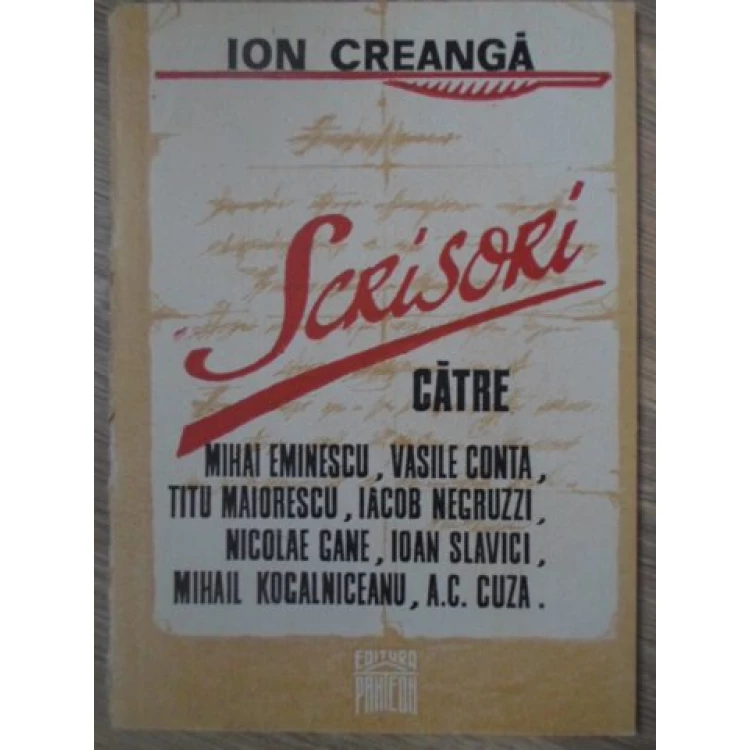 ION CREANGĂ
SCRISORI
CĂTRE
MIHAI EMINESCU, VASILE CONTA,
TITU MAIORESCU, IACOB NEGRUZZI,
NICOLAE GANE, IOAN SLAVICI,
MIHAIL KOGALNICEANU, A.C. CUZA.
EDITURA
PANTEON